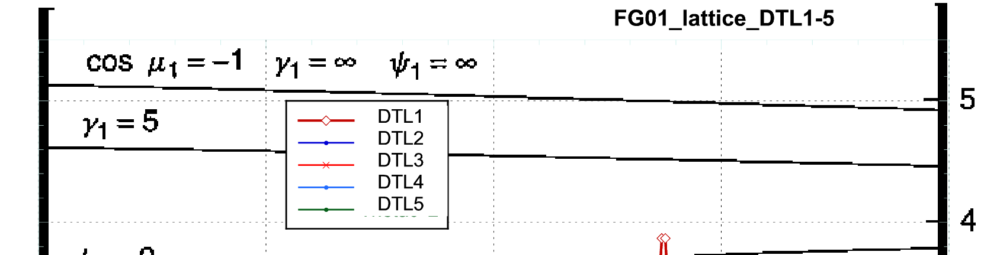 FG01_lattice_DTL1-5
cos μ₁ = −1 γ₁ = ∞ ψ₁ = ∞
5
γ₁ = 5
DTL1
DTL2
DTL3
DTL4
DTL5
4